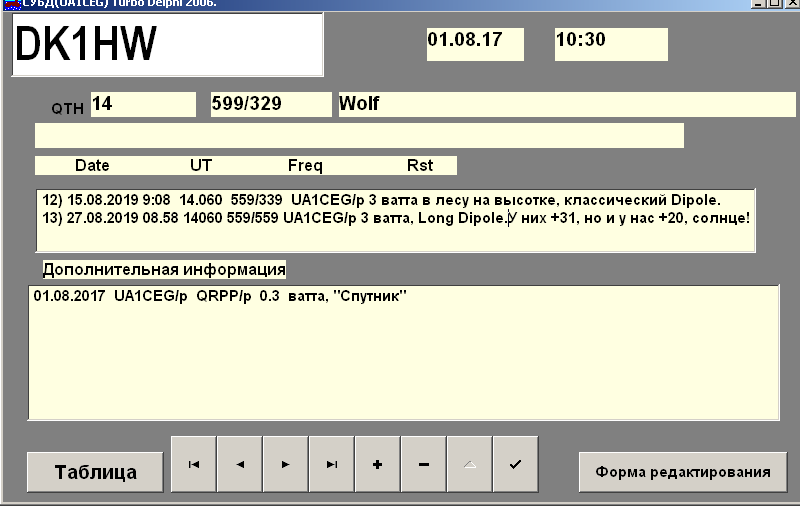 СУБД(UA1CEG) Turbo Delphi 2006.
DK1HW
01.08.17 10:30
QTH 14 599/329 Wolf
Date UT Freq Rst
12) 15.08.2019 9:08 14.060 559/339 UA1CEG/p 3 ватта в лесу на высотке, классический Dipole.
13) 27.08.2019 08.58 14060 559/559 UA1CEG/p 3 ватта, Long Dipole.У них +31, но и у нас +20, солнце!
Дополнительная информация
01.08.2017 UA1CEG/p QRPP/p 0.3 ватта, "Спутник"
Таблица
Форма редактирования